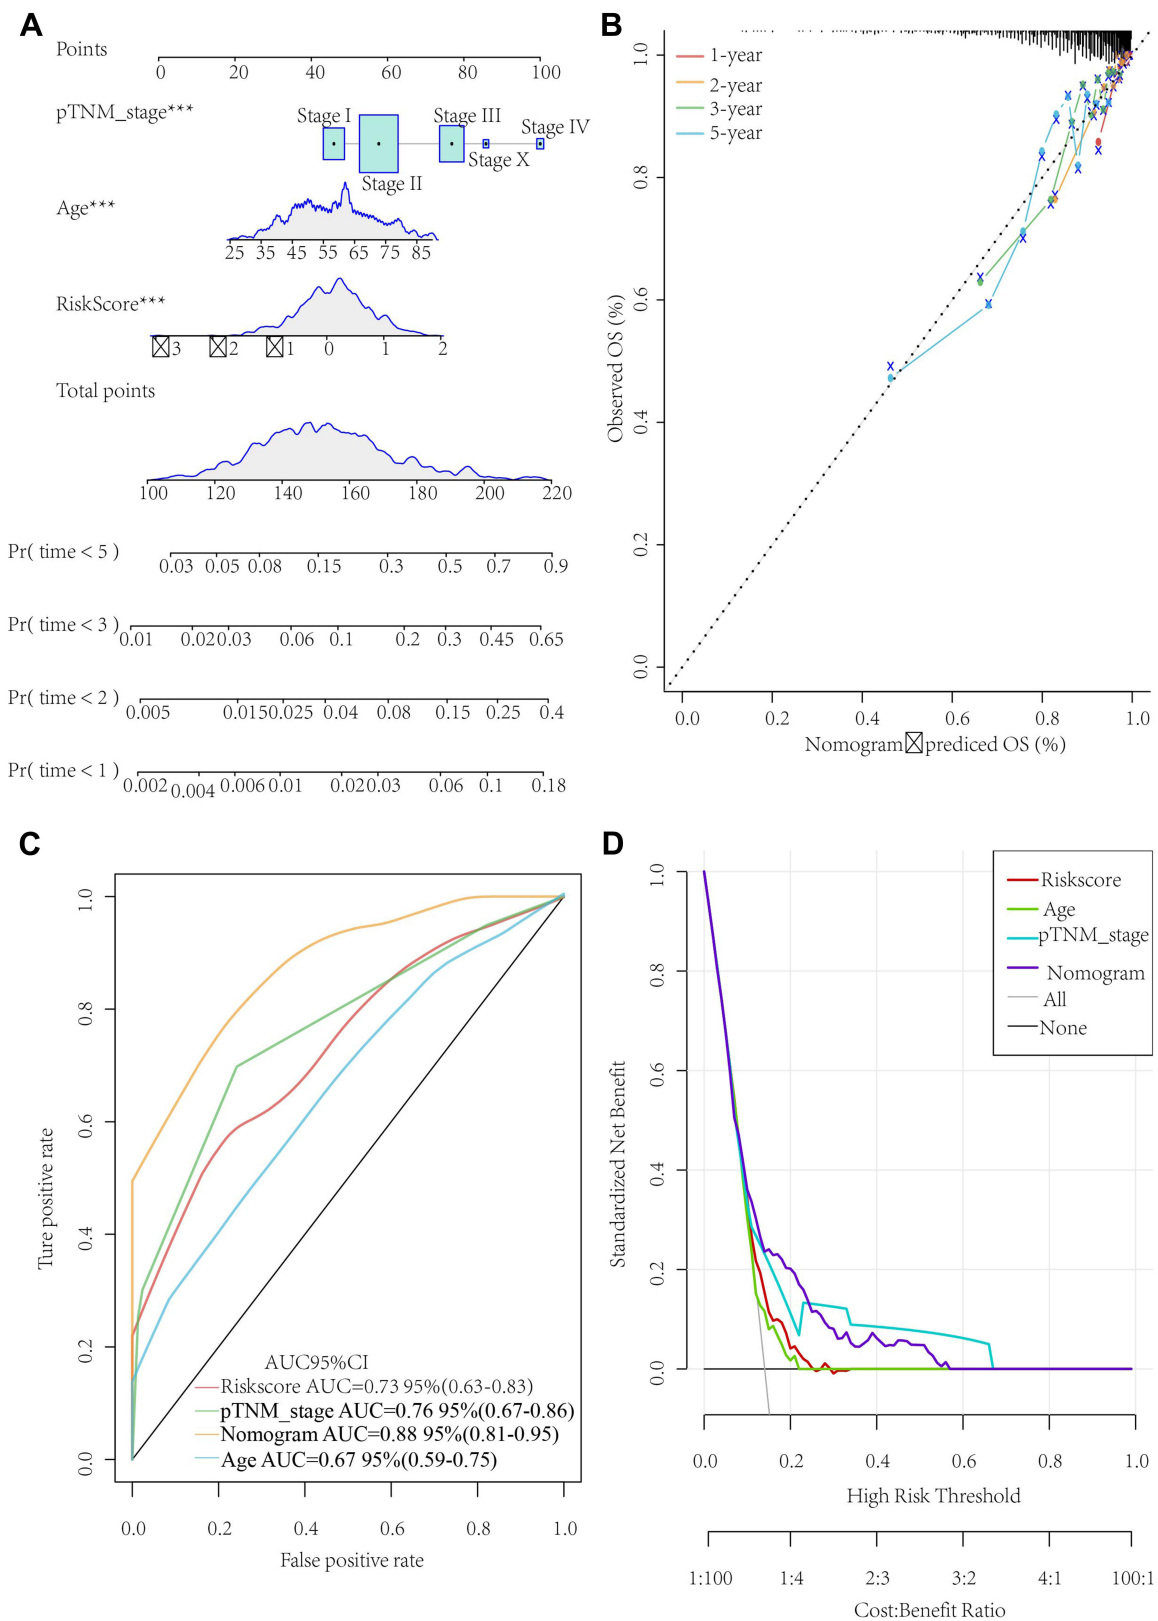 A
Points
0 20 40 60 80 100
pTNM_stage***
Stage I
Stage III
Stage IV
Stage X
Stage II
Age***
25 35 45 55 65 75 85
RiskScore***
☒3 ☒2 ☒1 0 1 2
Total points
100 120 140 160 180 200 220
Pr( time < 5 )
0.03 0.05 0.08 0.15 0.3 0.5 0.7 0.9
Pr( time < 3 )
0.01 0.020.03 0.06 0.1 0.2 0.3 0.45 0.65
Pr( time < 2 )
0.005 0.0150.025 0.04 0.08 0.15 0.25 0.4
Pr( time < 1 )
0.002 0.004 0.006 0.01 0.02 0.03 0.06 0.1 0.18
B
1-year
2-year
3-year
5-year
Observed OS (%)
1.0
0.8
0.6
0.4
0.2
0.0
0.0 0.2 0.4 0.6 0.8 1.0
Nomogram☒prediced OS (%)
C
Ture positive rate
1.0
0.8
0.6
0.4
0.2
0.0
AUC95%CI
Riskscore AUC=0.73 95%(0.63-0.83)
pTNM_stage AUC=0.76 95%(0.67-0.86)
Nomogram AUC=0.88 95%(0.81-0.95)
Age AUC=0.67 95%(0.59-0.75)
0.0 0.2 0.4 0.6 0.8 1.0
False positive rate
D
Riskscore
Age
pTNM_stage
Nomogram
All
None
Standardized Net Benefit
1.0
0.8
0.6
0.4
0.2
0.0
0.0 0.2 0.4 0.6 0.8 1.0
High Risk Threshold
1:100 1:4 2:3 3:2 4:1 100:1
Cost:Benefit Ratio